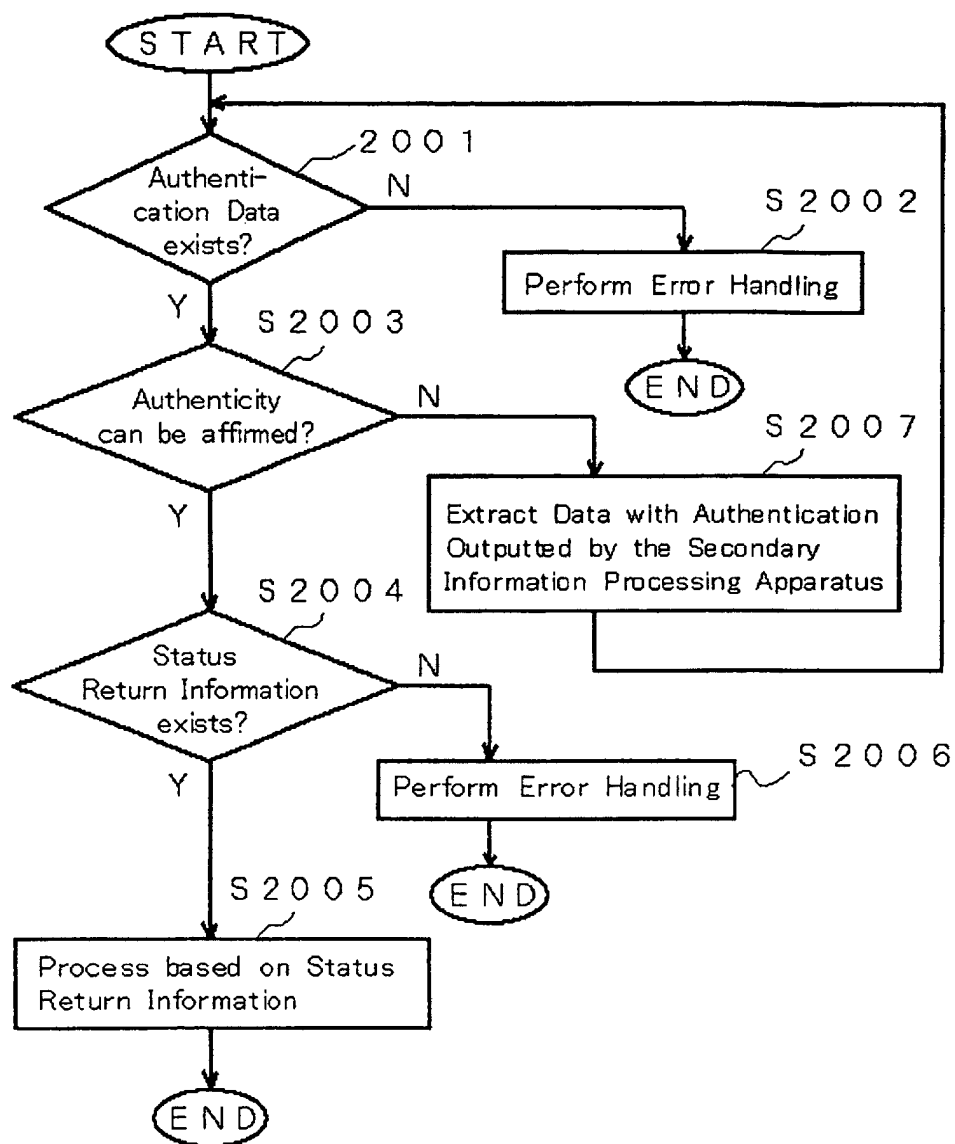 START
2001
Authenti-
cation Data
exists?
N
S2002
Perform Error Handling
END
Y
S2003
Authenticity
can be affirmed?
N
S2007
Extract Data with Authentication
Outputted by the Secondary
Information Processing Apparatus
Y
S2004
Status
Return Information
exists?
N
S2006
Perform Error Handling
END
Y
S2005
Process based on Status
Return Information
END